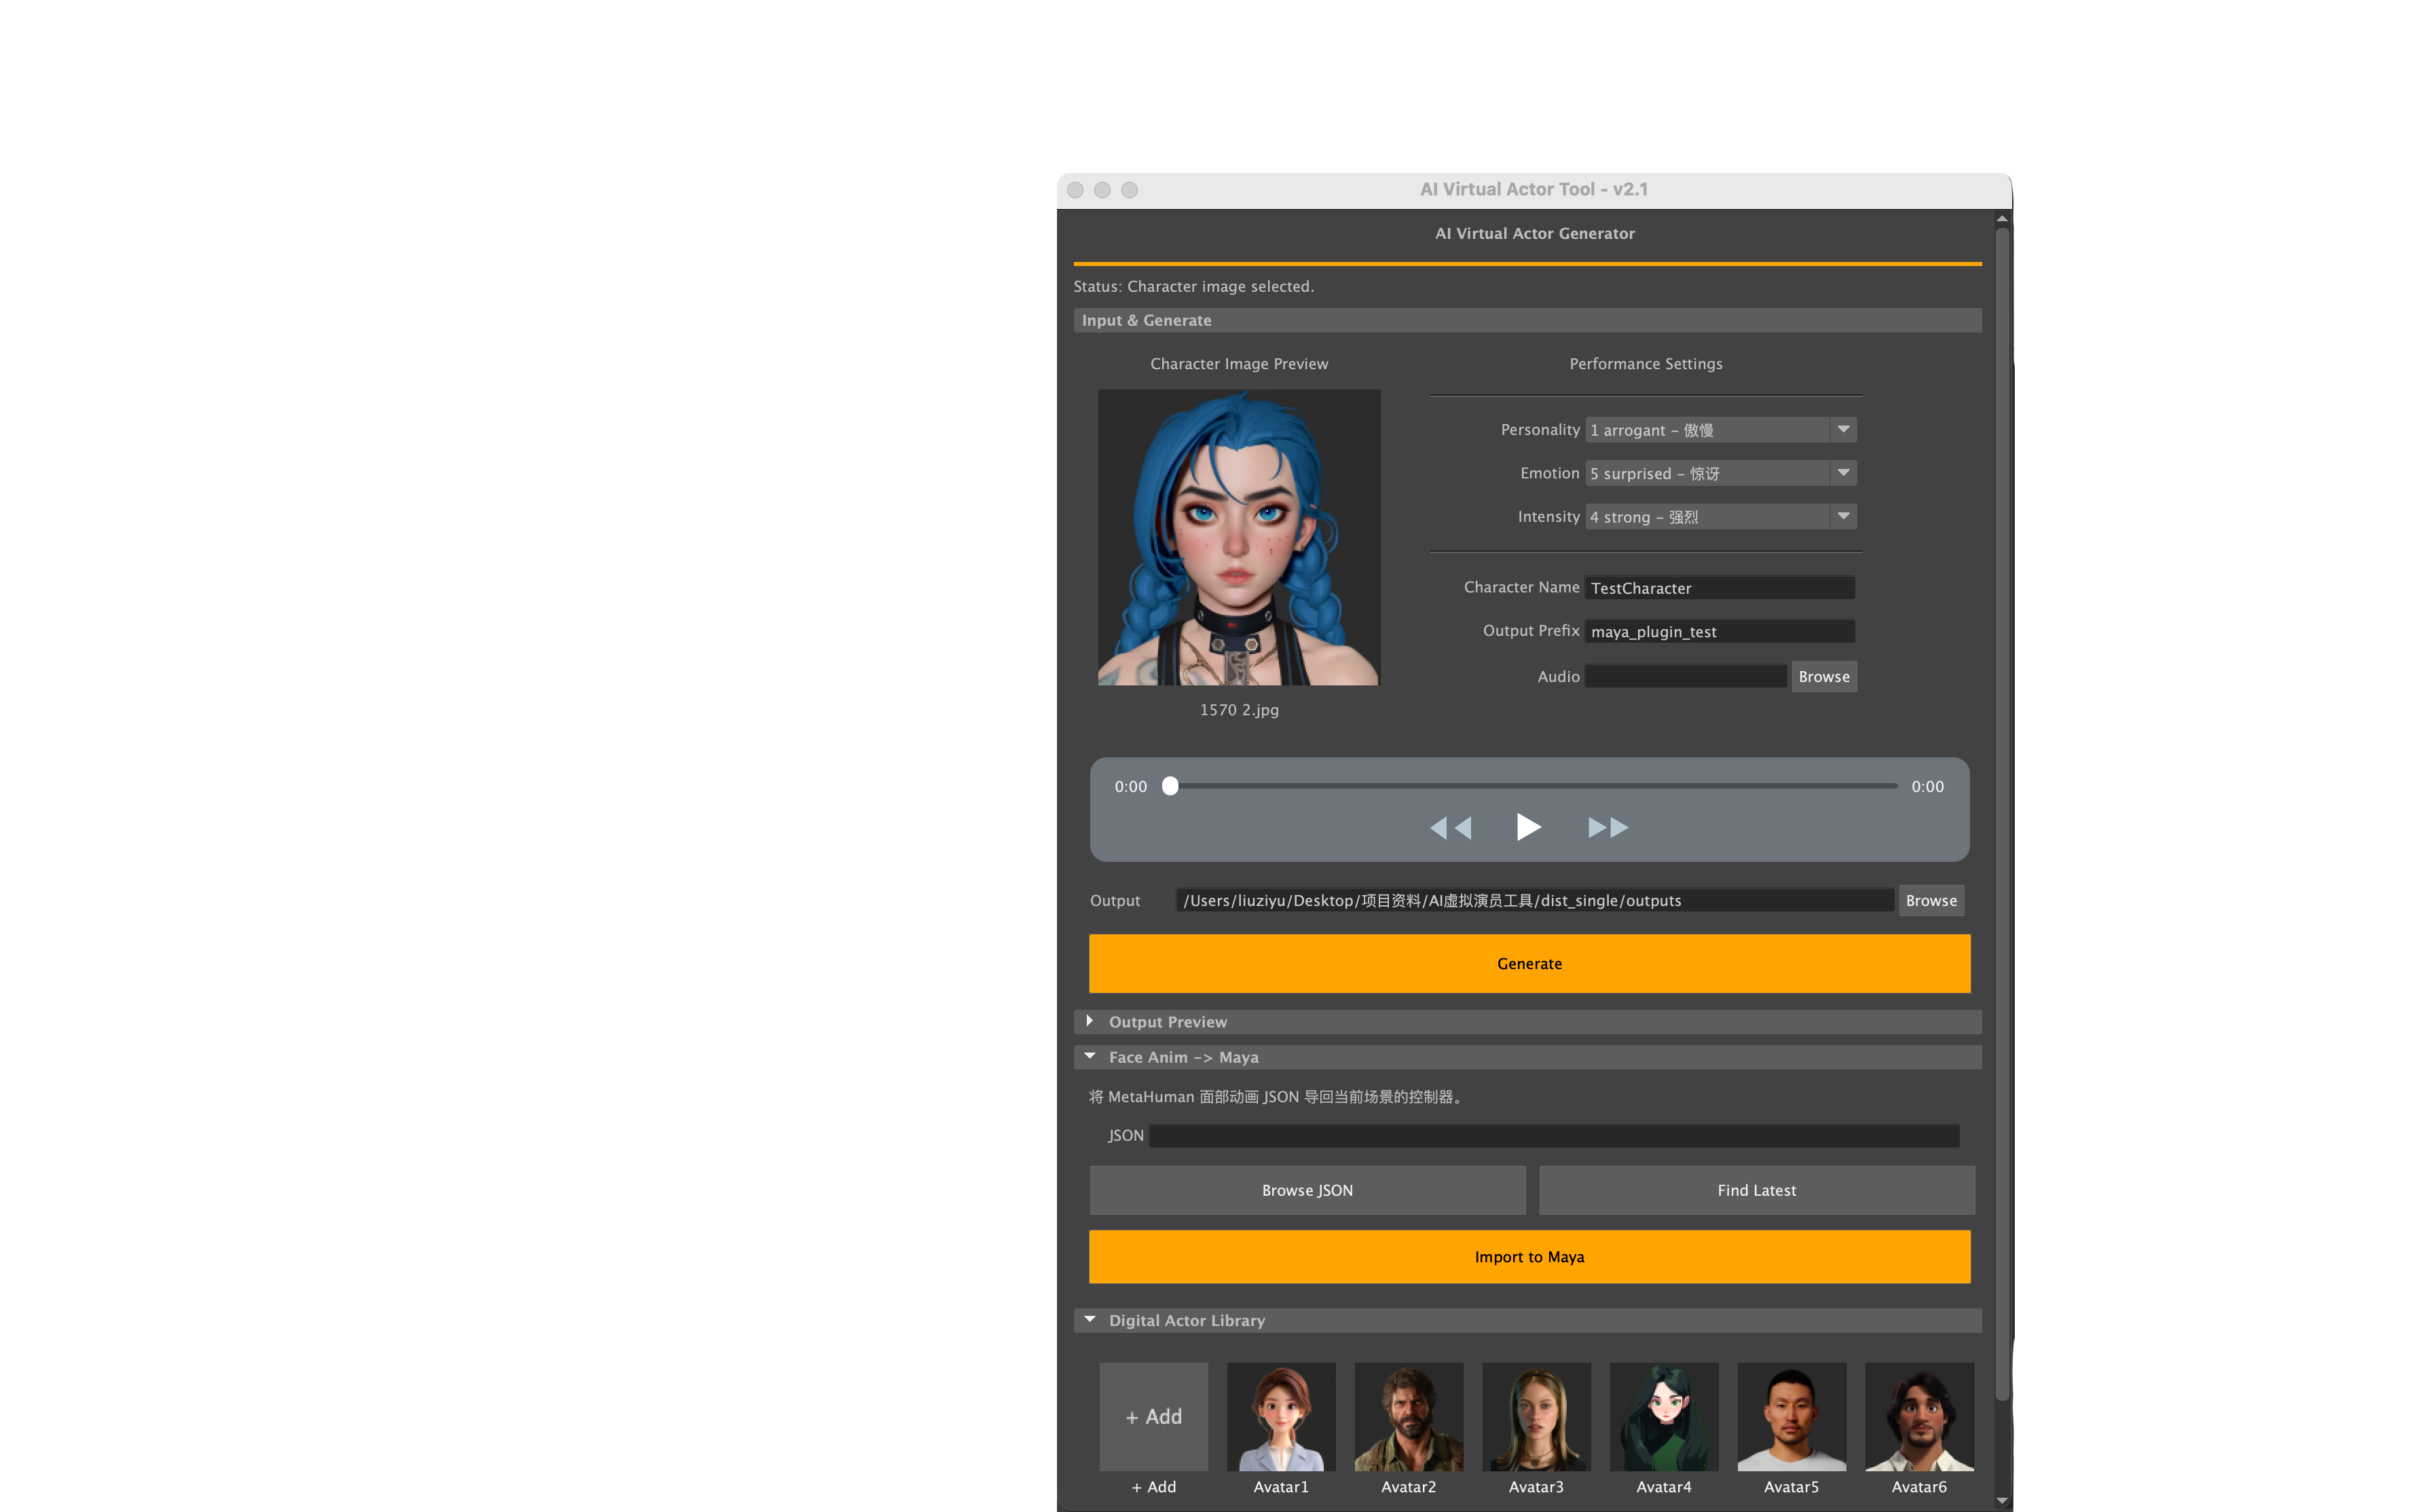 AI Virtual Actor Tool - v2.1
AI Virtual Actor Generator
Status: Character image selected.
Input & Generate
Character Image Preview
1570 2.jpg
Performance Settings
Personality 1 arrogant - 傲慢
Emotion 5 surprised - 惊讶
Intensity 4 strong - 强烈
Character Name TestCharacter
Output Prefix maya_plugin_test
Audio Browse
0:00 0:00
Output /Users/liuziyu/Desktop/项目资料/AI虚拟演员工具/dist_single/outputs Browse
Generate
Output Preview
Face Anim -> Maya
将 MetaHuman 面部动画 JSON 导回当前场景的控制器。
JSON
Browse JSON Find Latest
Import to Maya
Digital Actor Library
+ Add
+ Add Avatar1 Avatar2 Avatar3 Avatar4 Avatar5 Avatar6